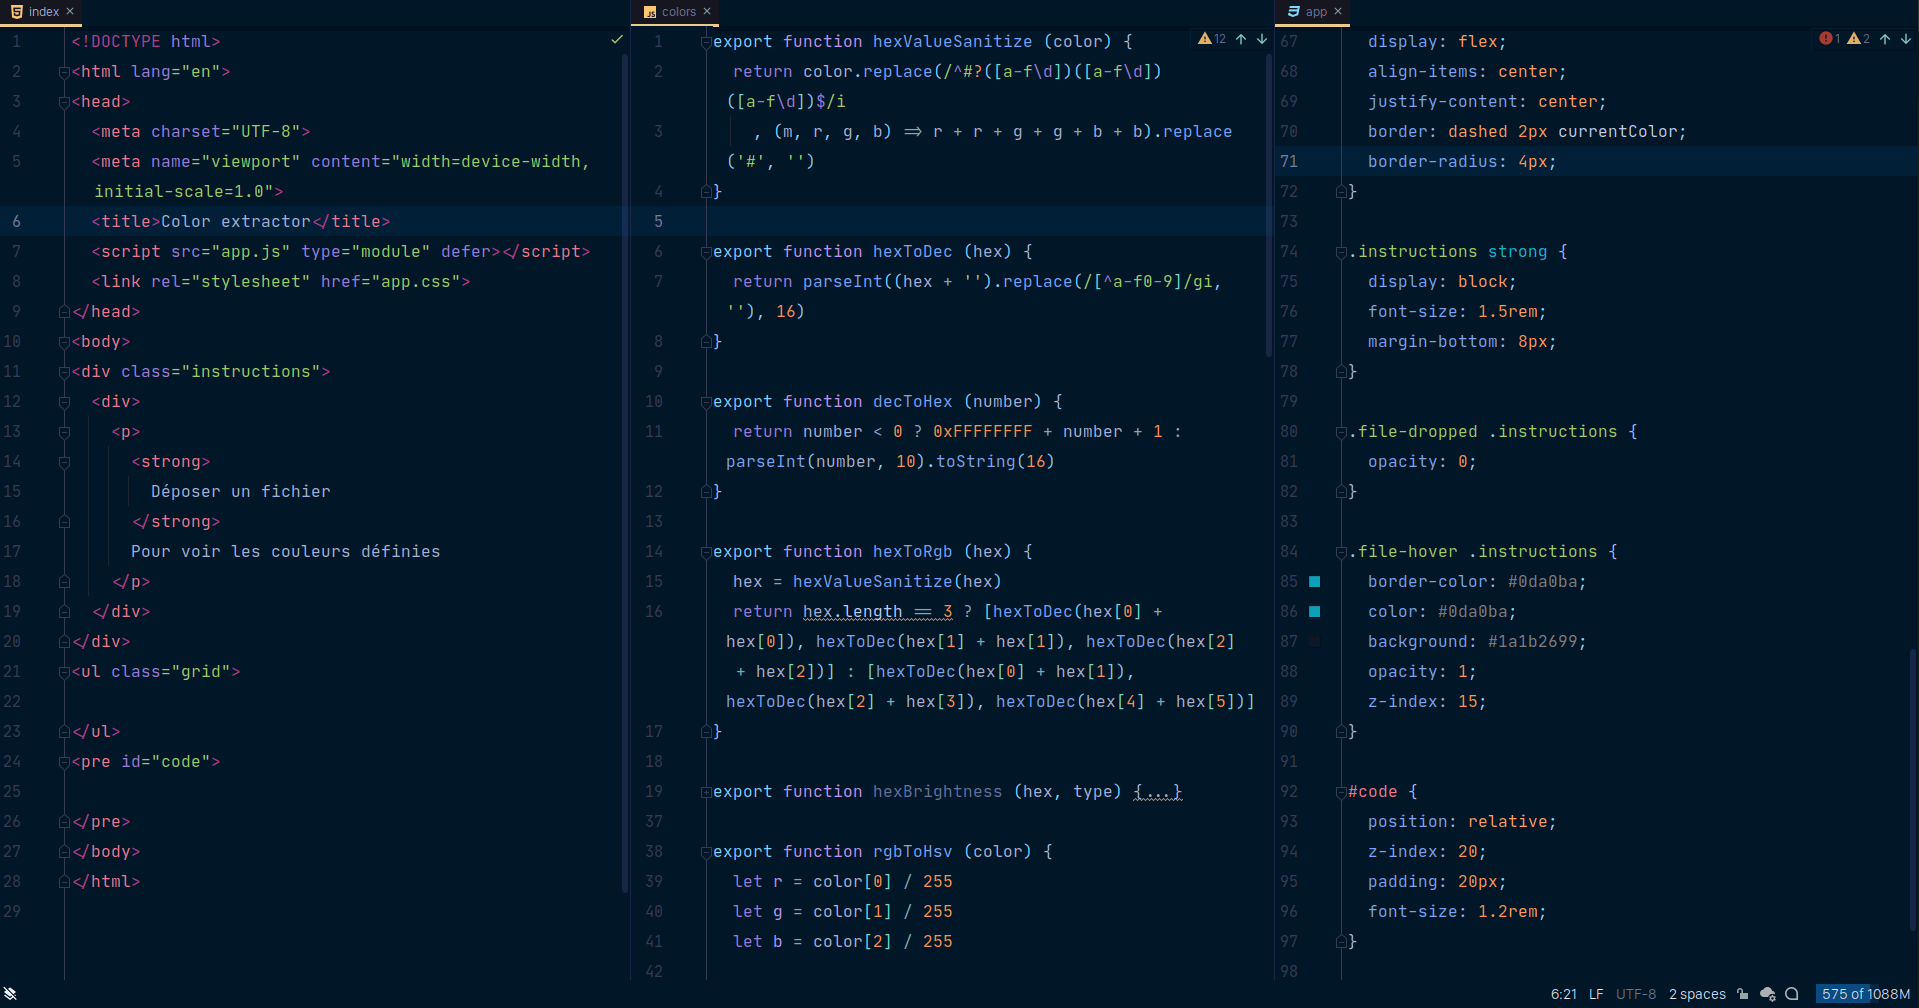 index ×
1 <!DOCTYPE html>
2 <html lang="en">
3 <head>
4 <meta charset="UTF-8">
5 <meta name="viewport" content="width=device-width,
initial-scale=1.0">
6 <title>Color extractor</title>
7 <script src="app.js" type="module" defer></script>
8 <link rel="stylesheet" href="app.css">
9 </head>
10 <body>
11 <div class="instructions">
12 <div>
13 <p>
14 <strong>
15 Déposer un fichier
16 </strong>
17 Pour voir les couleurs définies
18 </p>
19 </div>
20 </div>
21 <ul class="grid">
22
23 </ul>
24 <pre id="code">
25
26 </pre>
27 </body>
28 </html>
29
JS colors ×
12
1 export function hexValueSanitize (color) {
2 return color.replace(/^#?([a-f\d])([a-f\d])
([a-f\d])$/i
3 , (m, r, g, b) => r + r + g + g + b + b).replace
('#', '')
4 }
5
6 export function hexToDec (hex) {
7 return parseInt((hex + '').replace(/[^a-f0-9]/gi,
''), 16)
8 }
9
10 export function decToHex (number) {
11 return number < 0 ? 0xFFFFFFFF + number + 1 :
parseInt(number, 10).toString(16)
12 }
13
14 export function hexToRgb (hex) {
15 hex = hexValueSanitize(hex)
16 return hex.length == 3 ? [hexToDec(hex[0] +
hex[0]), hexToDec(hex[1] + hex[1]), hexToDec(hex[2]
+ hex[2])] : [hexToDec(hex[0] + hex[1]),
hexToDec(hex[2] + hex[3]), hexToDec(hex[4] + hex[5])]
17 }
18
19 export function hexBrightness (hex, type) {...}
37
38 export function rgbToHsv (color) {
39 let r = color[0] / 255
40 let g = color[1] / 255
41 let b = color[2] / 255
42
app ×
1 2
67 display: flex;
68 align-items: center;
69 justify-content: center;
70 border: dashed 2px currentColor;
71 border-radius: 4px;
72 }
73
74 .instructions strong {
75 display: block;
76 font-size: 1.5rem;
77 margin-bottom: 8px;
78 }
79
80 .file-dropped .instructions {
81 opacity: 0;
82 }
83
84 .file-hover .instructions {
85 border-color: #0da0ba;
86 color: #0da0ba;
87 background: #1a1b2699;
88 opacity: 1;
89 z-index: 15;
90 }
91
92 #code {
93 position: relative;
94 z-index: 20;
95 padding: 20px;
96 font-size: 1.2rem;
97 }
98
6:21 LF UTF-8 2 spaces 575 of 1088M